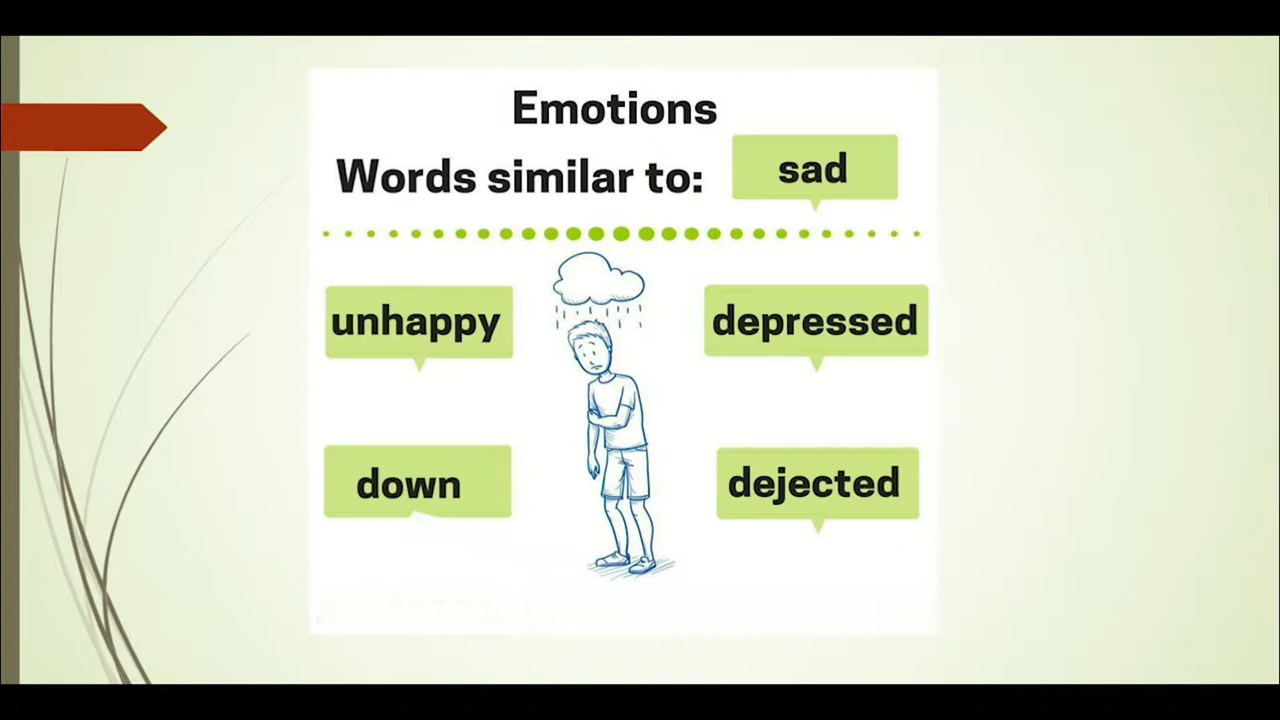 Emotions
Words similar to: sad
unhappy
depressed
down
dejected